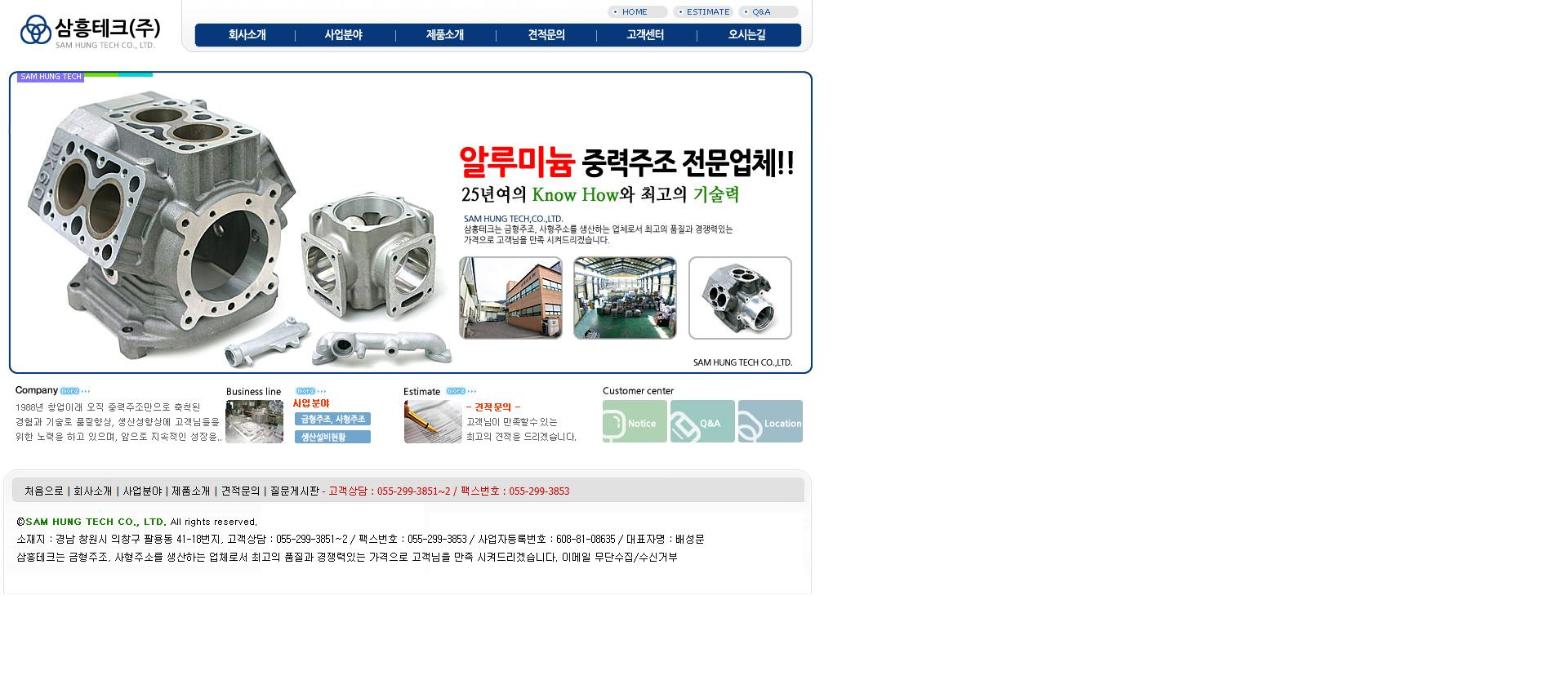 삼흥테크(주)
SAM HUNG TECH CO., LTD.
HOME ESTIMATE Q&A
회사소개 사업분야 제품소개 견적문의 고객센터 오시는길
SAM HUNG TECH
알루미늄 중력주조 전문업체!!
25년여의 Know How와 최고의 기술력
SAM HUNG TECH,CO.,LTD.
삼흥테크는 금형주조, 사형주소를 생산하는 업체로서 최고의 품질과 경쟁력있는
가격으로 고객님을 만족 시켜드리겠습니다.
SAM HUNG TECH CO.,LTD.
Company more
1988년 창업이래 오직 중력주조만으로 축적된
경험과 기술로 품질향상, 생산성향상에 고객님들을
위한 노력을 하고 있으며, 앞으로 지속적인 성장을..
Business line more
사업분야
금형주조, 사형주조
생산설비현황
Estimate more
- 견적문의 -
고객님이 만족할수 있는
최고의 견적을 드리겠습니다.
Customer center
Notice Q&A Location
처음으로 | 회사소개 | 사업분야 | 제품소개 | 견적문의 | 질문게시판 - 고객상담 : 055-299-3851~2 / 팩스번호 : 055-299-3853
©SAM HUNG TECH CO., LTD. All rights reserved.
소재지 : 경남 창원시 의창구 팔용동 41-18번지, 고객상담 : 055-299-3851~2 / 팩스번호 : 055-299-3853 / 사업자등록번호 : 608-81-08635 / 대표자명 : 배성문
삼흥테크는 금형주조, 사형주소를 생산하는 업체로서 최고의 품질과 경쟁력있는 가격으로 고객님을 만족 시켜드리겠습니다. 이메일 무단수집/수신거부